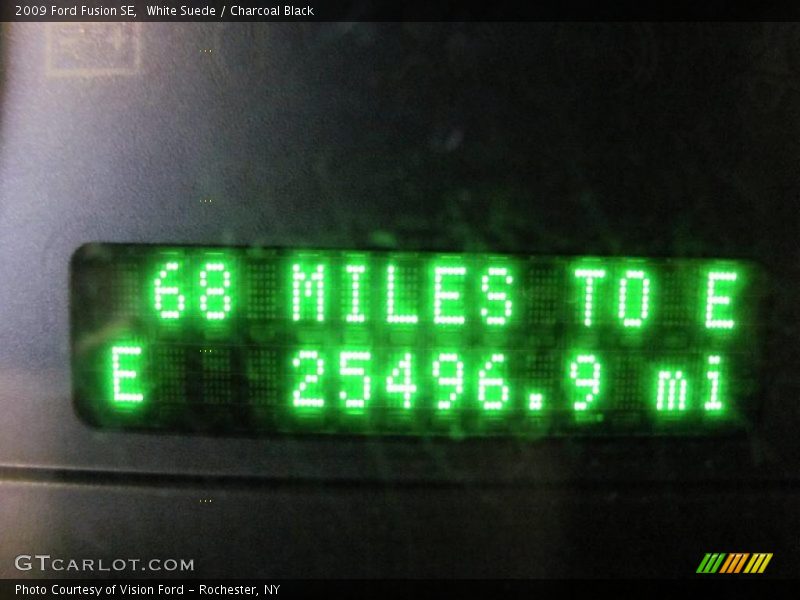 2009 Ford Fusion SE, White Suede / Charcoal Black
68 MILES TO E
E 25496.9 mi
GTCARLOT.COM
Photo Courtesy of Vision Ford - Rochester, NY